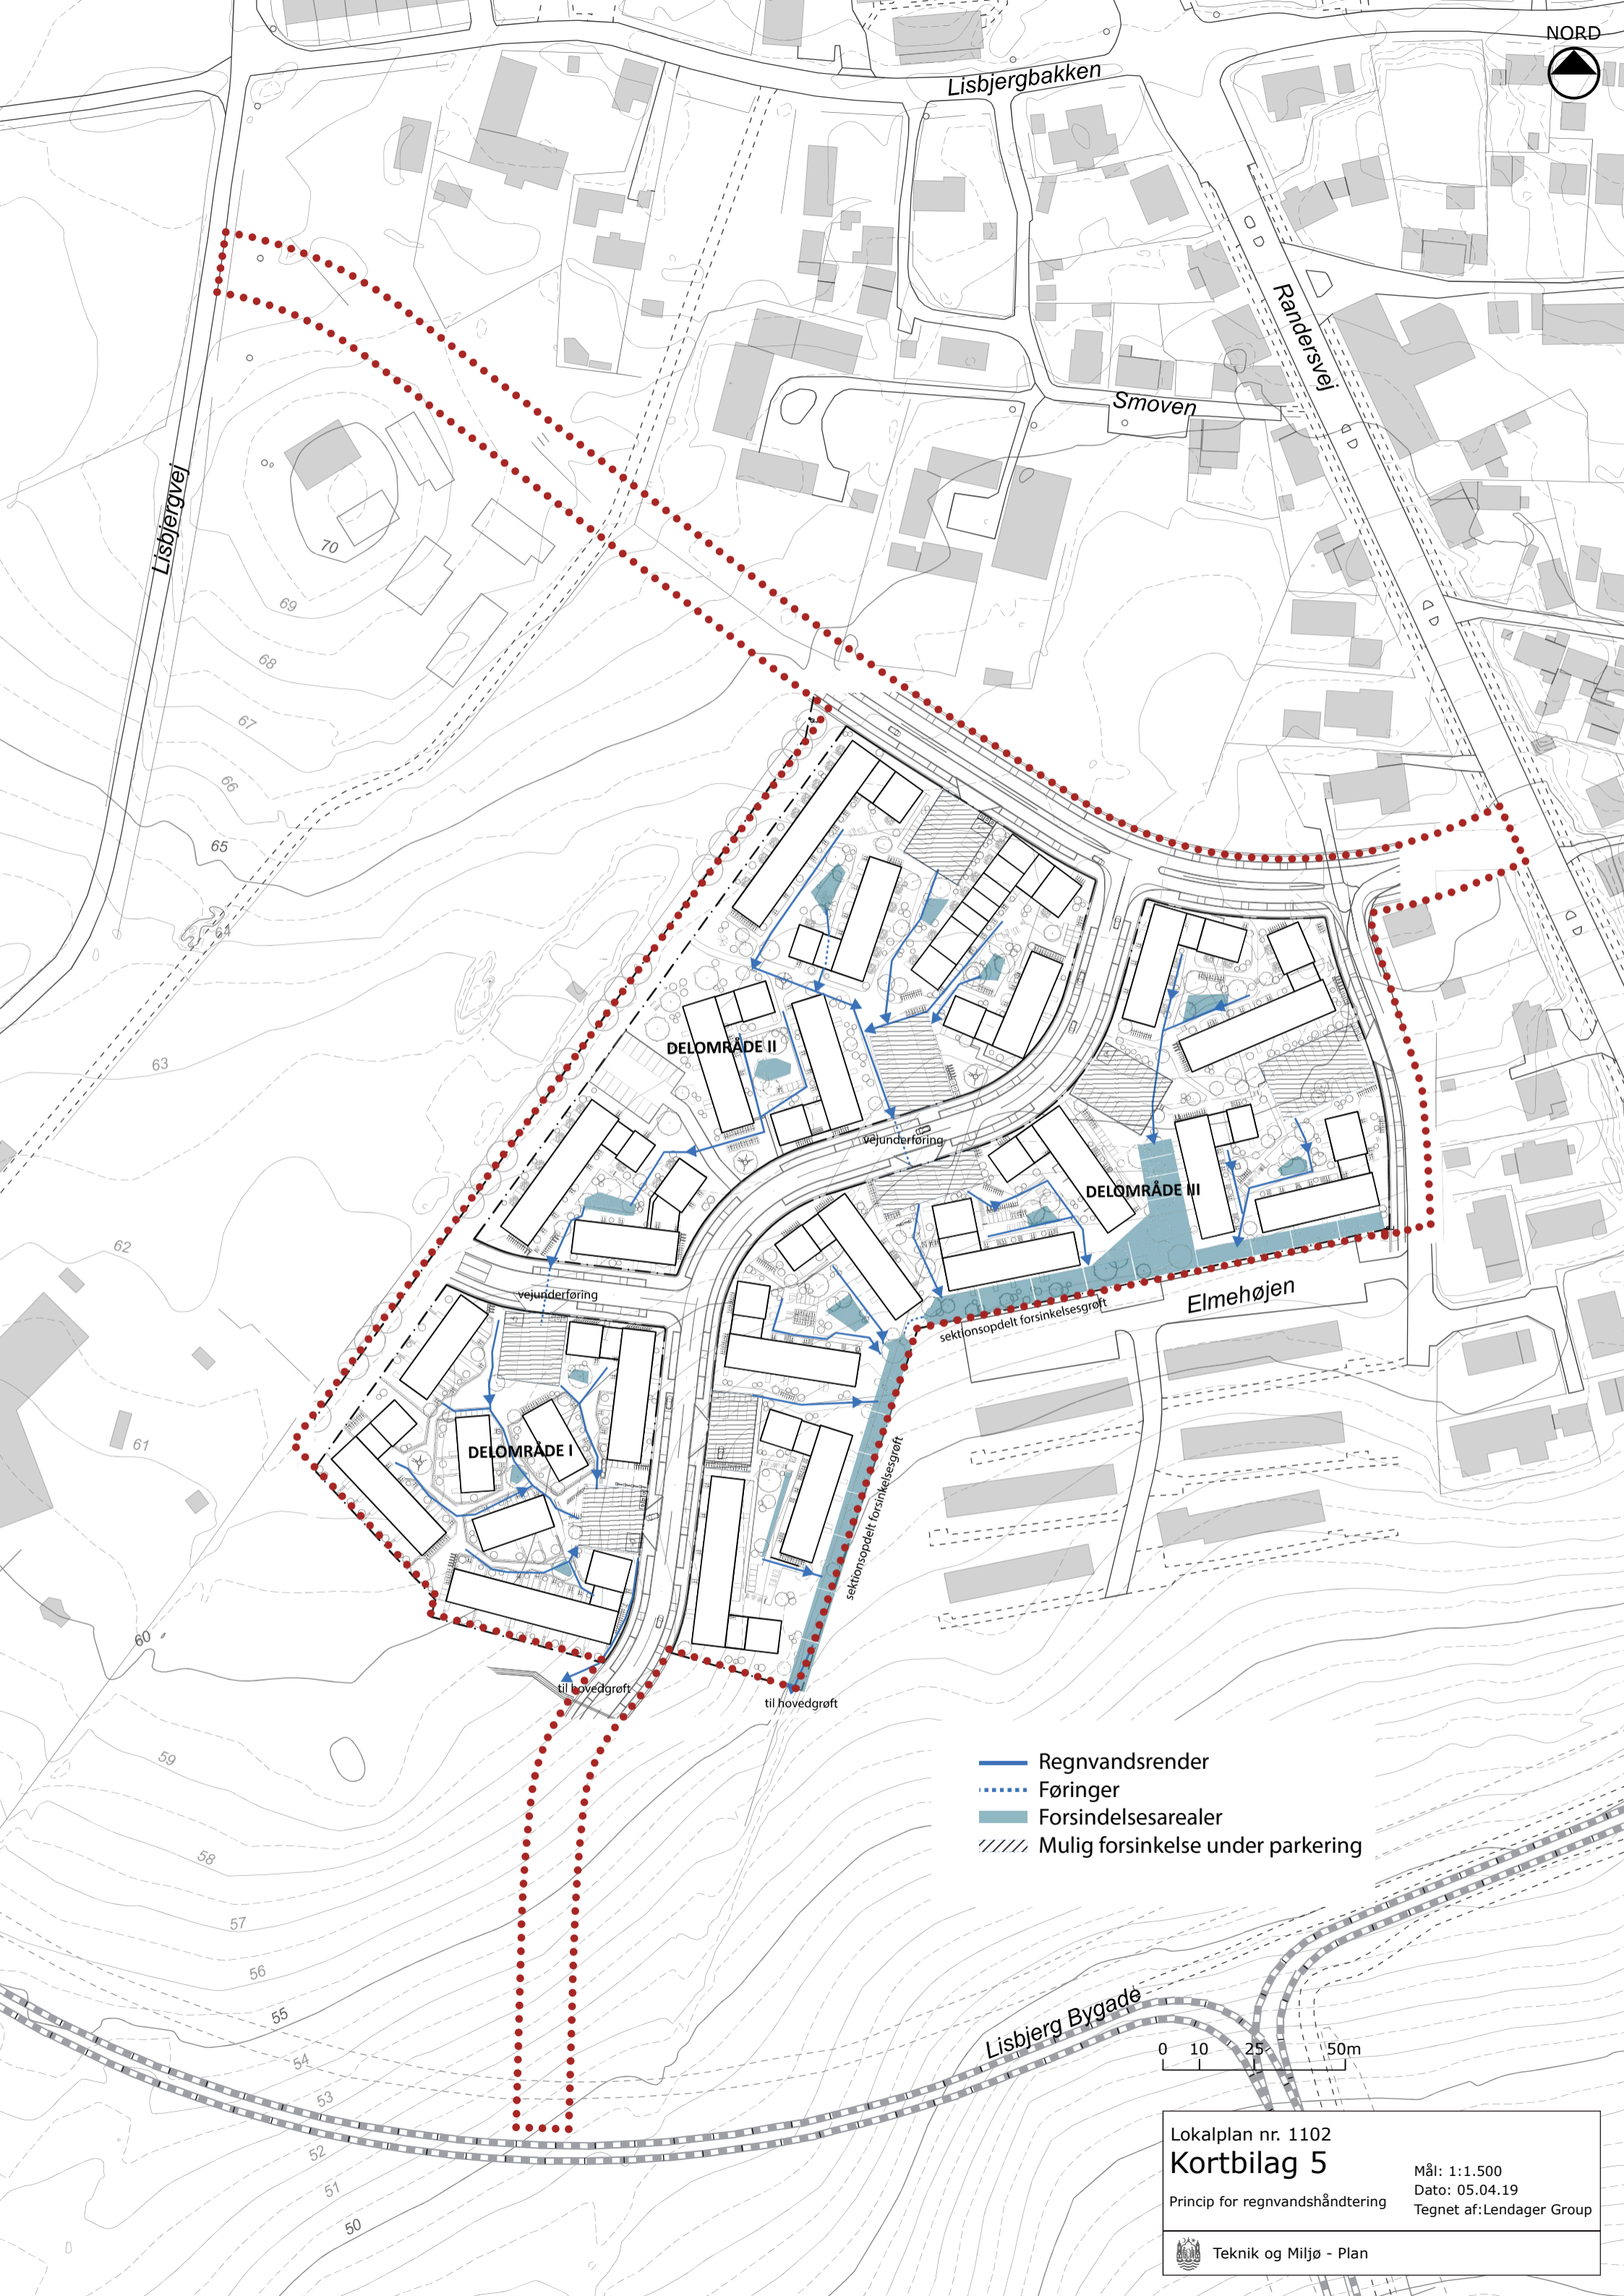 NORD
Lisbjergbakken
Randersvej
Smoven
Lisbjergvej
70
69
68
67
66
65
64
63
62
61
60
59
58
57
56
55
54
53
52
51
50
DELOMRÅDE II
vejunderføring
DELOMRÅDE III
vejunderføring
Elmehøjen
sektionsopdelt forsinkelsesgrøft
DELOMRÅDE I
sektionsopdelt forsinkelsesgrøft
til hovedgrøft
til hovedgrøft
Regnvandsrender
Føringer
Forsindelsesarealer
Mulig forsinkelse under parkering
Lisbjerg Bygade
0 10 25 50m
Lokalplan nr. 1102
Kortbilag 5
Princip for regnvandshåndtering
Mål: 1:1.500
Dato: 05.04.19
Tegnet af:Lendager Group
Teknik og Miljø - Plan